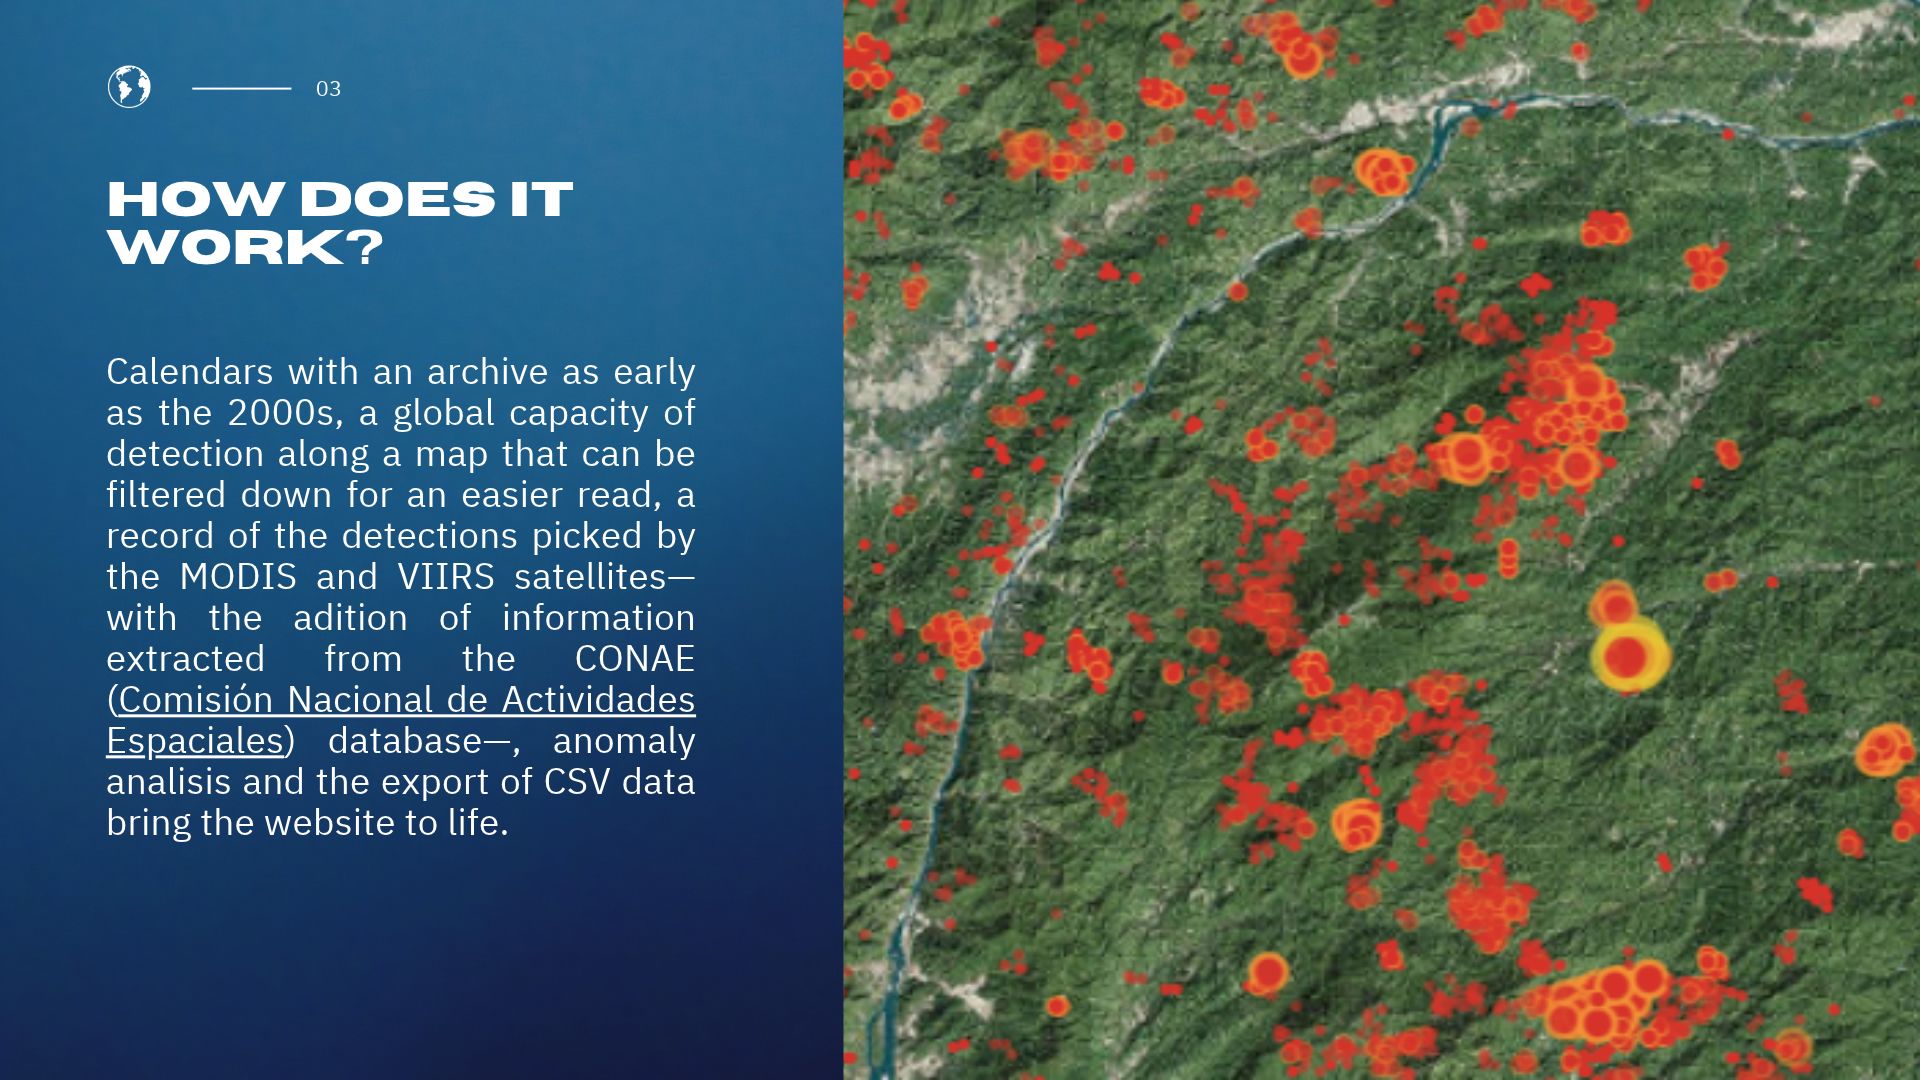 03
HOW DOES IT
WORK?
Calendars with an archive as early
as the 2000s, a global capacity of
detection along a map that can be
filtered down for an easier read, a
record of the detections picked by
the MODIS and VIIRS satellites—
with the adition of information
extracted from the CONAE
(Comisión Nacional de Actividades
Espaciales) database—, anomaly
analisis and the export of CSV data
bring the website to life.